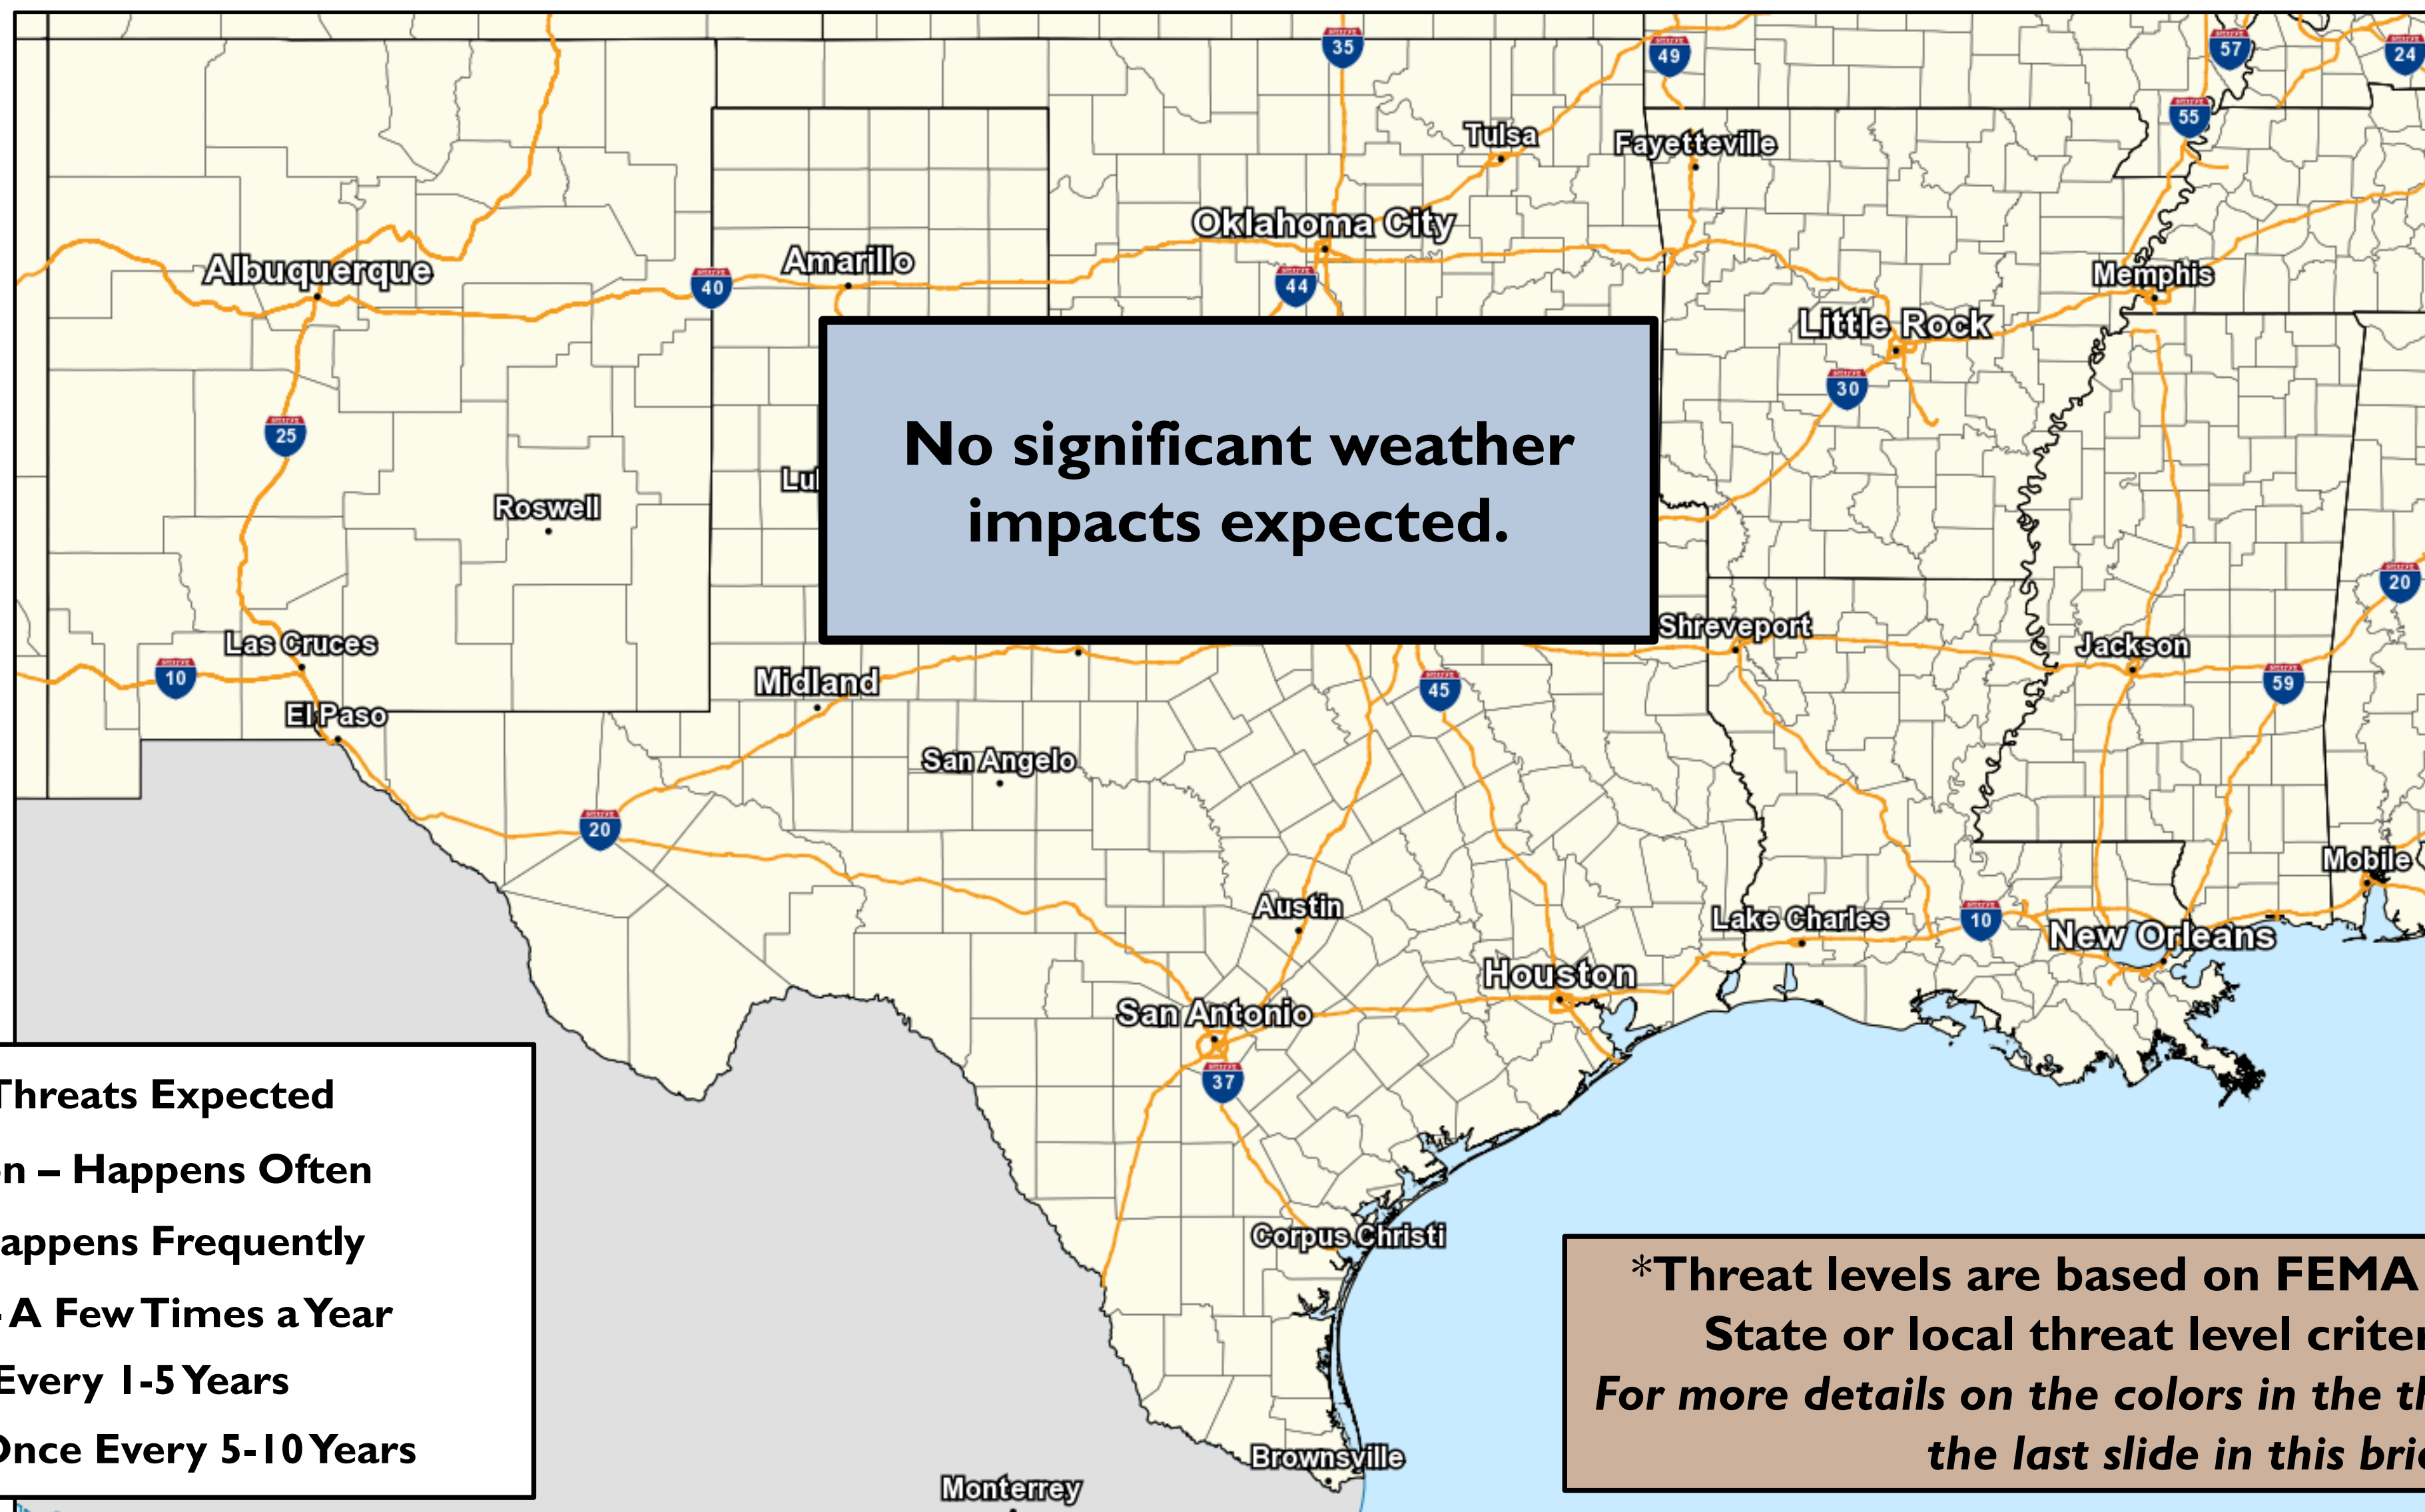 35
49
57
24
55
Tulsa
Fayetteville
Oklahoma City
Albuquerque
40
Amarillo
44
Memphis
Little Rock
30
25
No significant weather
impacts expected.
Roswell
20
Las Cruces
Shreveport
Jackson
10
Midland
45
59
El Paso
San Angelo
20
Mobile
Austin
Lake Charles
10
New Orleans
Houston
San Antonio
37
Threats Expected
– Happens Often
Frequently
A Few Times a Year
Every 1-5 Years
Once Every 5-10 Years
Corpus Christi
*Threat levels are based on FEMA
State or local threat level
For more details on the colors in the
the last slide in this
Brownsville
Monterrey